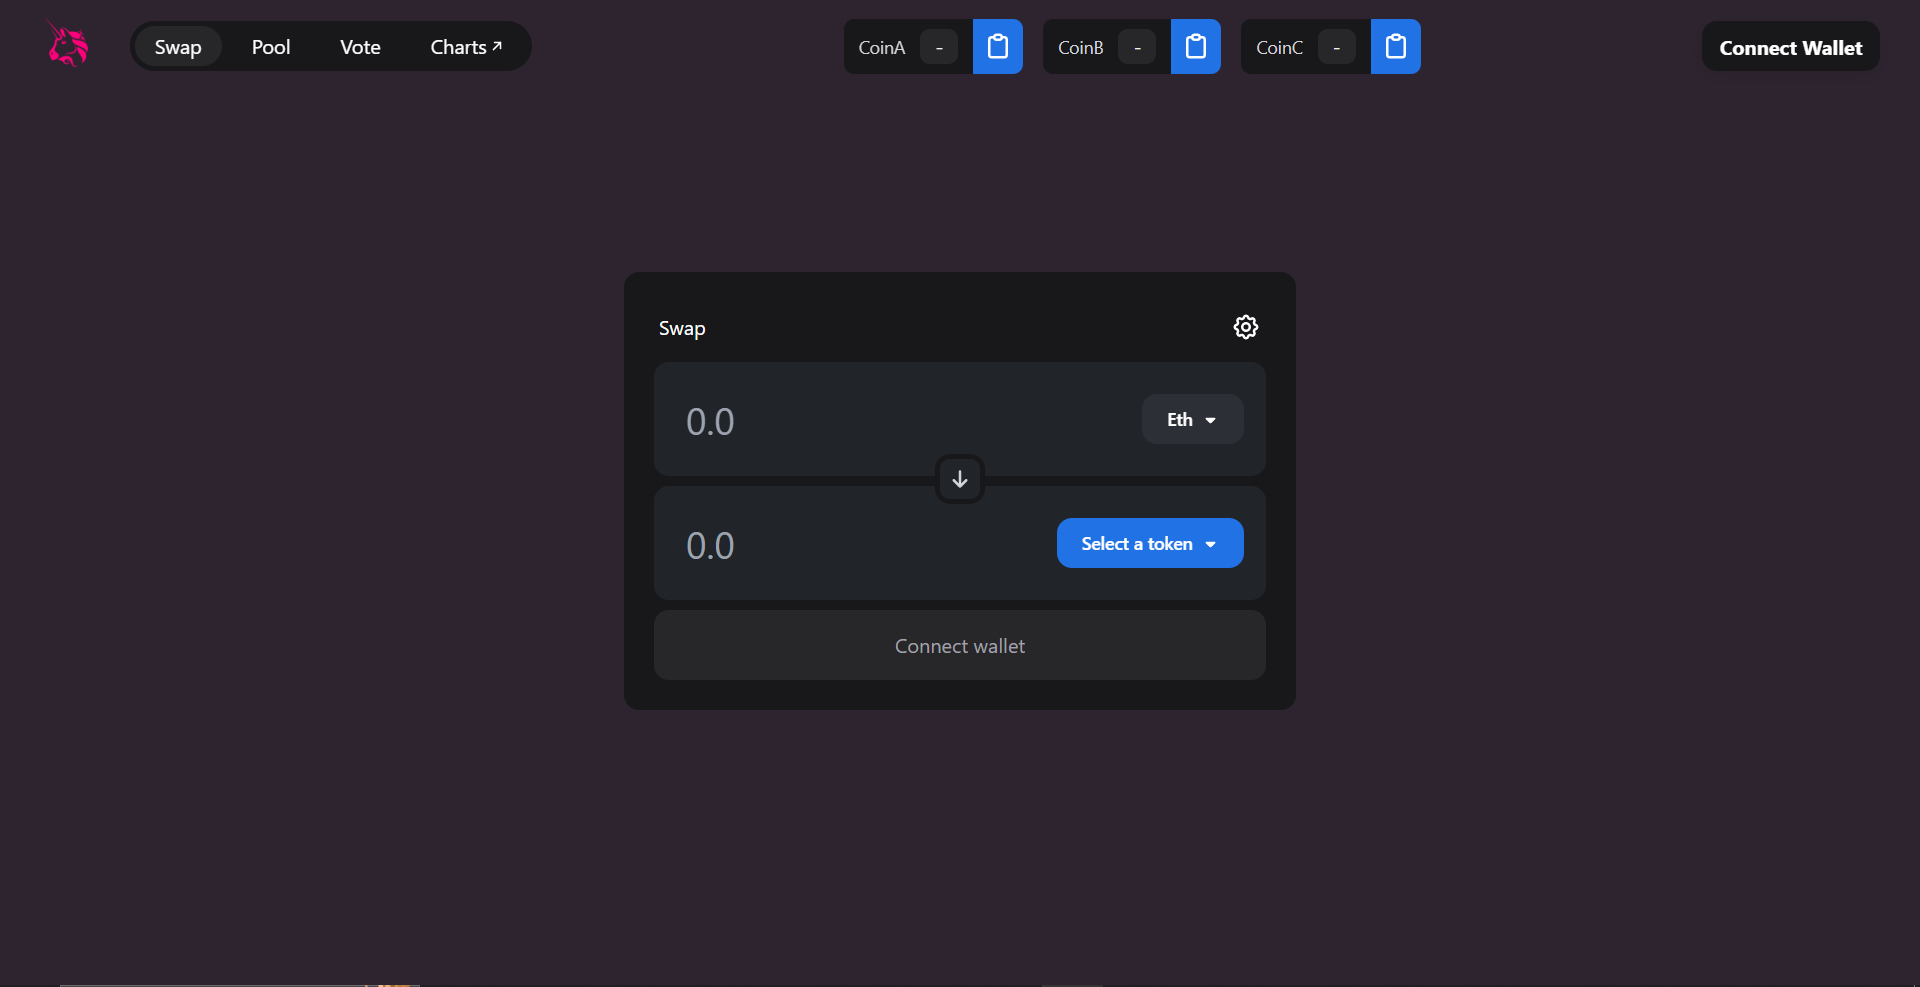 Swap Pool Vote Charts ↗ CoinA - CoinB - CoinC - Connect Wallet
Swap
0.0 Eth
0.0 Select a token
Connect wallet